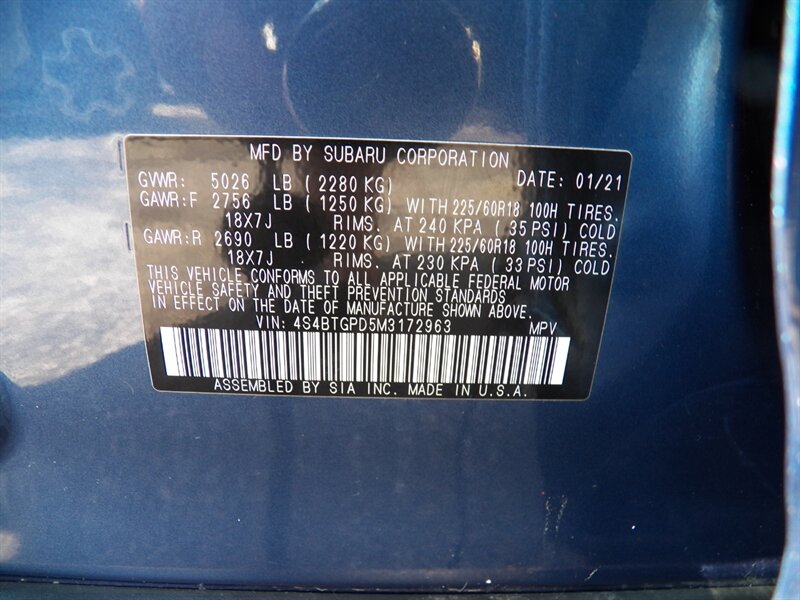 MFD BY SUBARU CORPORATION
GVWR: 5026 LB ( 2280 KG) DATE: 01/21
GAWR:F 2756 LB ( 1250 KG) WITH 225/60R18 100H TIRES.
18X7J RIMS. AT 240 KPA ( 35 PSI) COLD
GAWR:R 2690 LB ( 1220 KG) WITH 225/60R18 100H TIRES.
18X7J RIMS. AT 230 KPA ( 33 PSI) COLD
THIS VEHICLE CONFORMS TO ALL APPLICABLE FEDERAL MOTOR
VEHICLE SAFETY AND THEFT PREVENTION STANDARDS
IN EFFECT ON THE DATE OF MANUFACTURE SHOWN ABOVE.
VIN: 4S4BTGPD5M3172963 MPV
ASSEMBLED BY SIA INC. MADE IN U.S.A.